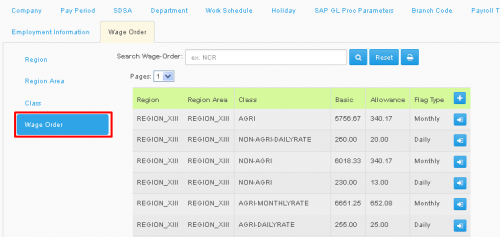 Company Pay Period SDSA Department Work Schedule Holiday SAP GL Proc Parameters Branch Code Payroll T
Employment Information Wage Order
Region
Region Area
Class
Wage Order
Search Wage-Order: ex. NCR Reset
Pages: 1
Region Region Area Class Basic Allowance Flag Type
REGION_XIII REGION_XIII AGRI 5756.67 340.17 Monthly
REGION_XIII REGION_XIII NON-AGRI-DAILYRATE 260.00 20.00 Daily
REGION_XIII REGION_XIII NON-AGRI 6018.33 340.17 Monthly
REGION_XIII REGION_XIII NON-AGRI 230.00 13.00 Daily
REGION_XIII REGION_XIII AGRI-MONTHLYRATE 6651.25 652.08 Monthly
REGION_XIII REGION_XIII AGRI-DAILYRATE 255.00 25.00 Daily